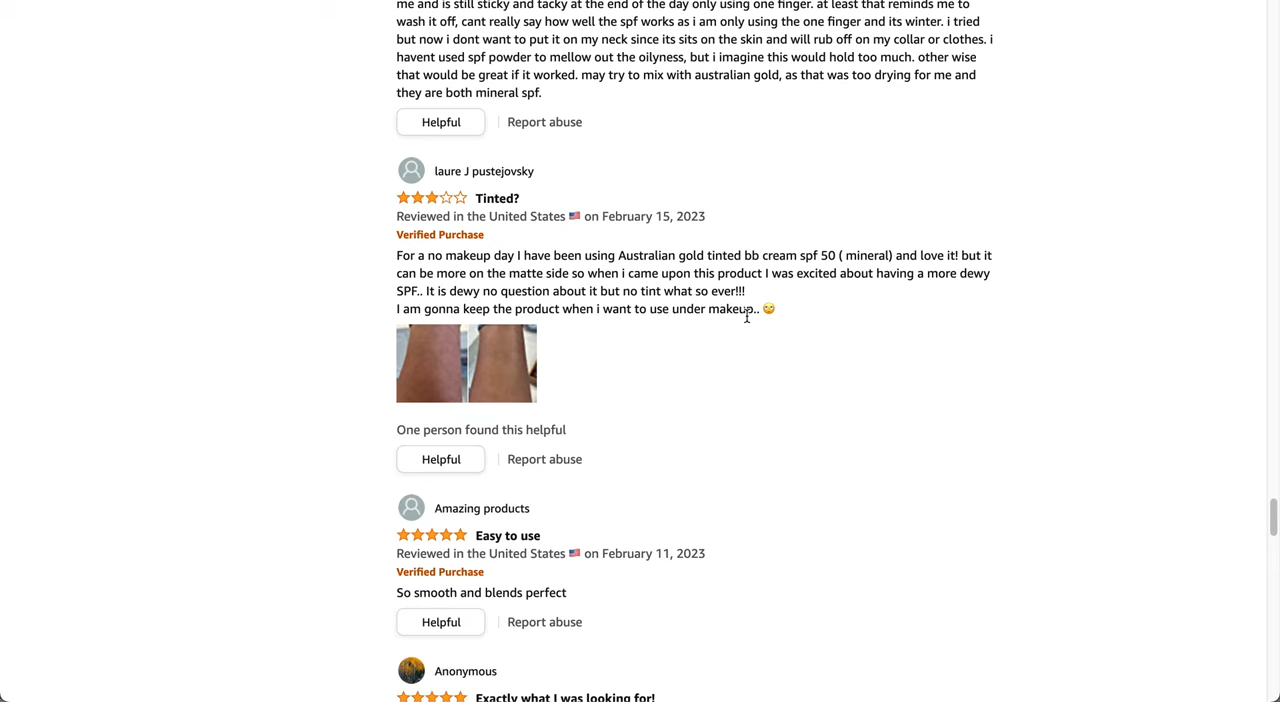 me and is still sticky and tacky at the end of the day only using one finger. at least that reminds me to
wash it off, cant really say how well the spf works as i am only using the one finger and its winter. i tried
but now i dont want to put it on my neck since its sits on the skin and will rub off on my collar or clothes. i
havent used spf powder to mellow out the oilyness, but i imagine this would hold too much. other wise
that would be great if it worked. may try to mix with australian gold, as that was too drying for me and
they are both mineral spf.
Helpful
Report abuse
laure J pustejovsky
Tinted?
Reviewed in the United States 🇺🇸 on February 15, 2023
Verified Purchase
For a no makeup day I have been using Australian gold tinted bb cream spf 50 ( mineral) and love it! but it
can be more on the matte side so when i came upon this product I was excited about having a more dewy
SPF.. It is dewy no question about it but no tint what so ever!!!
I am gonna keep the product when i want to use under makeup.. 🙄
One person found this helpful
Helpful
Report abuse
Amazing products
Easy to use
Reviewed in the United States 🇺🇸 on February 11, 2023
Verified Purchase
So smooth and blends perfect
Helpful
Report abuse
Anonymous
Exactly what I was looking for!